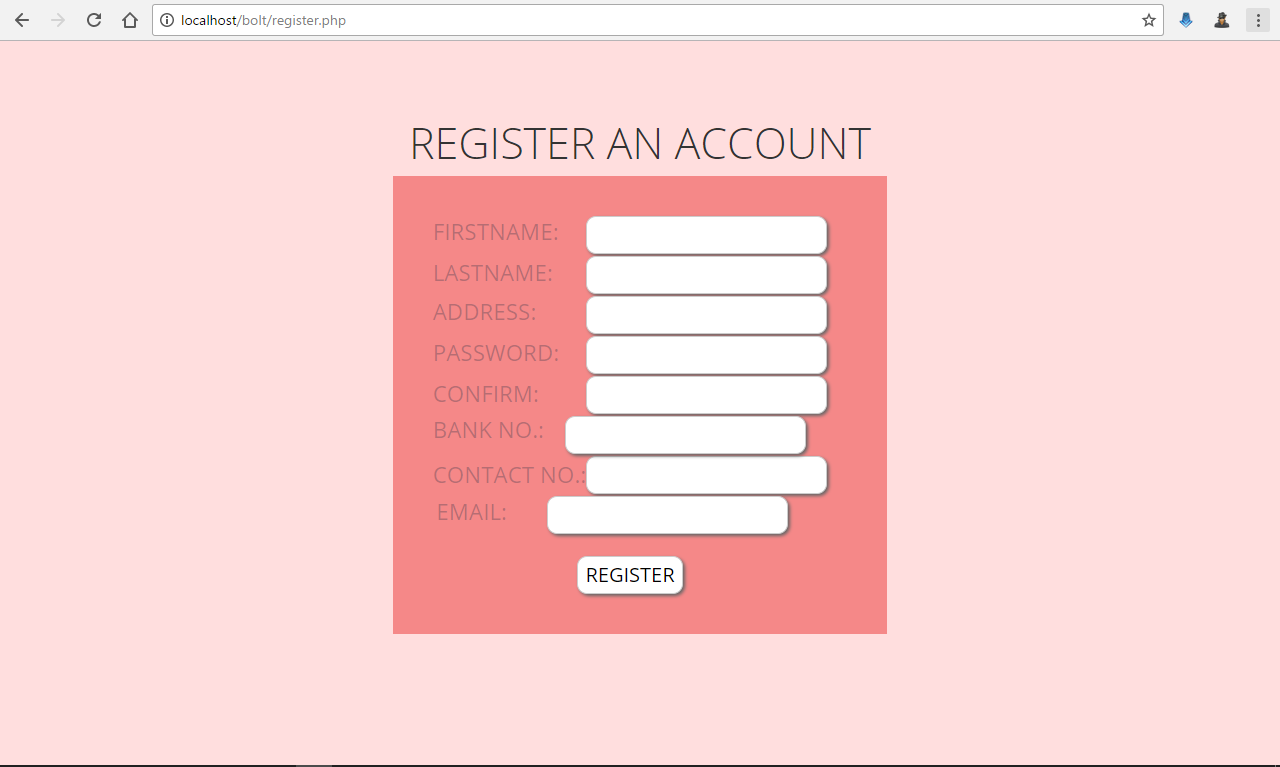 localhost/bolt/register.php
REGISTER AN ACCOUNT
FIRSTNAME:
LASTNAME:
ADDRESS:
PASSWORD:
CONFIRM:
BANK NO.:
CONTACT NO.:
EMAIL:
REGISTER